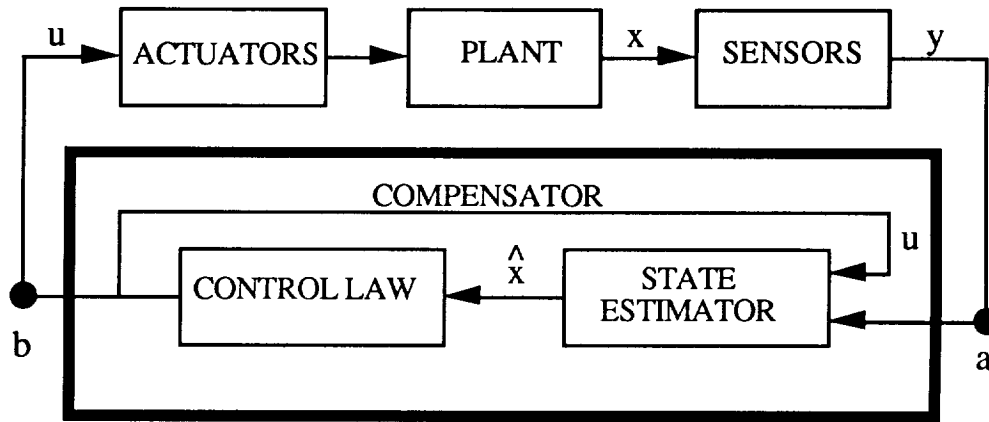 u
ACTUATORS
PLANT
x
SENSORS
y
COMPENSATOR
u
CONTROL LAW
x̂
STATE
ESTIMATOR
b
a